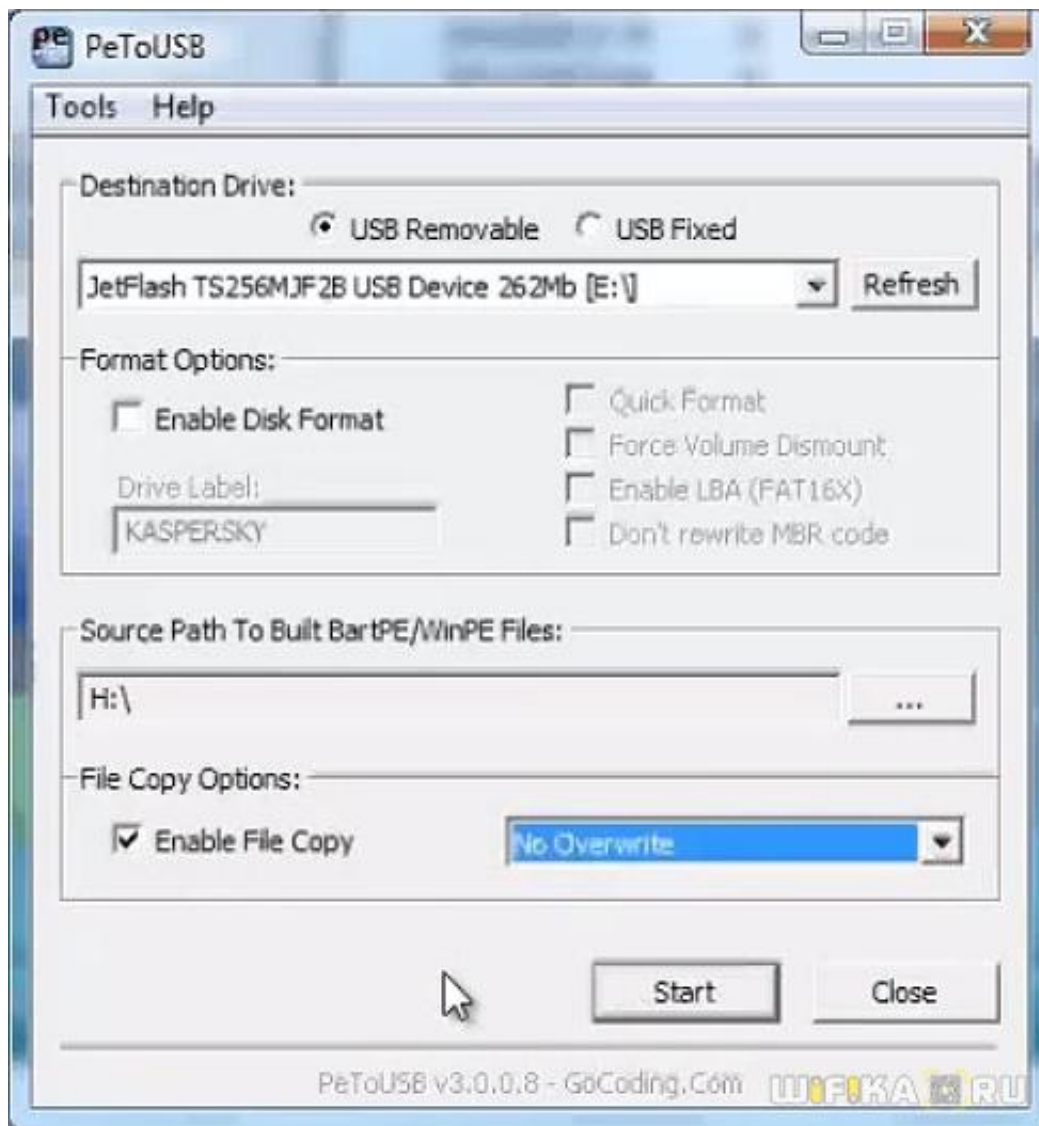 pe PeToUSB
Tools Help
Destination Drive:
USB Removable USB Fixed
JetFlash TS256MJF2B USB Device 262Mb [E:\] Refresh
Format Options:
Enable Disk Format
Quick Format
Force Volume Dismount
Drive Label:
Enable LBA (FAT16X)
KASPERSKY
Don't rewrite MBR code
Source Path To Built BartPE/WinPE Files:
H:\ ...
File Copy Options:
Enable File Copy No Overwrite
Start Close
PeToUSB v3.0.0.8 - GoCoding.Com WIFIKA RU